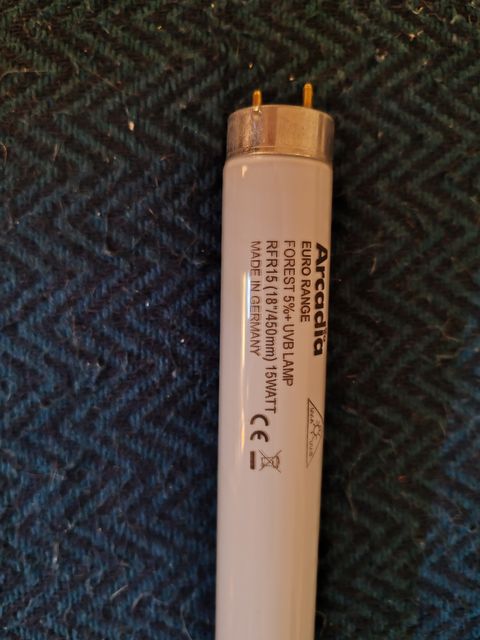 Arcadia
EURO RANGE
FOREST 5%+ UVB LAMP
RFR15 (18"/450mm) 15WATT
MADE IN GERMANY
CE